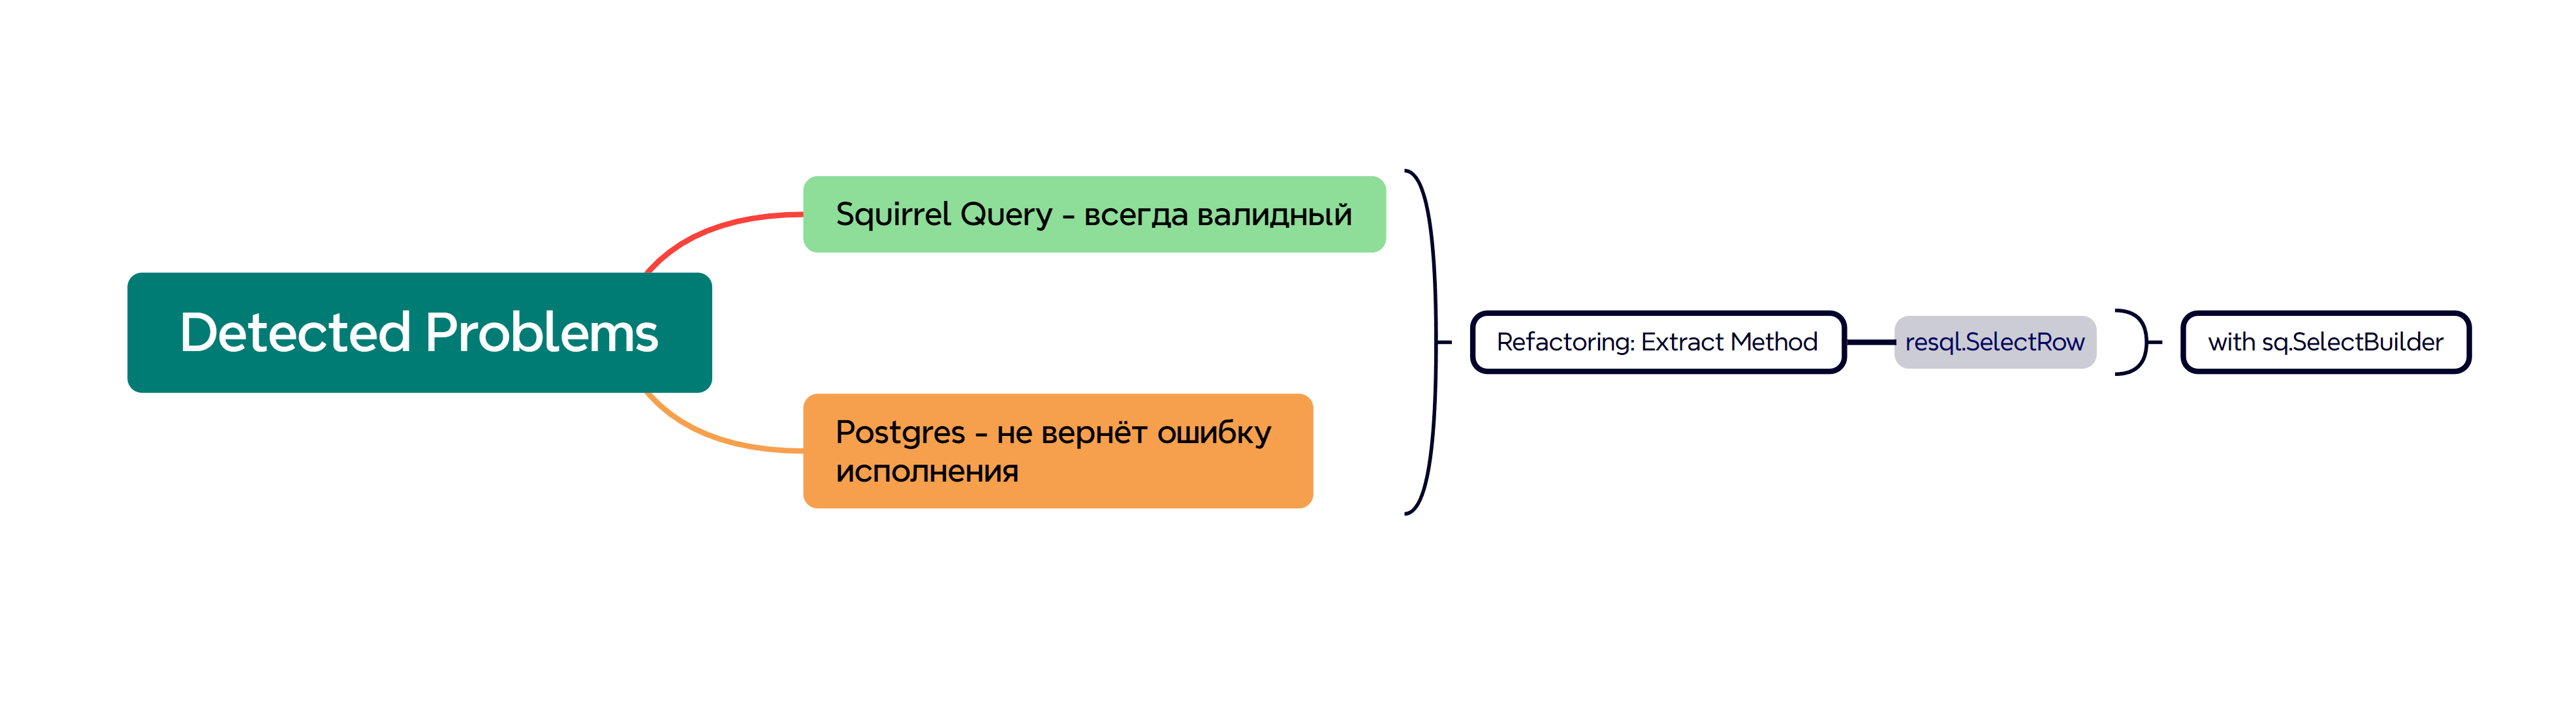 Detected Problems
Squirrel Query - всегда валидный
Postgres - не вернёт ошибку
исполнения
Refactoring: Extract Method
resql.SelectRow
with sq.SelectBuilder